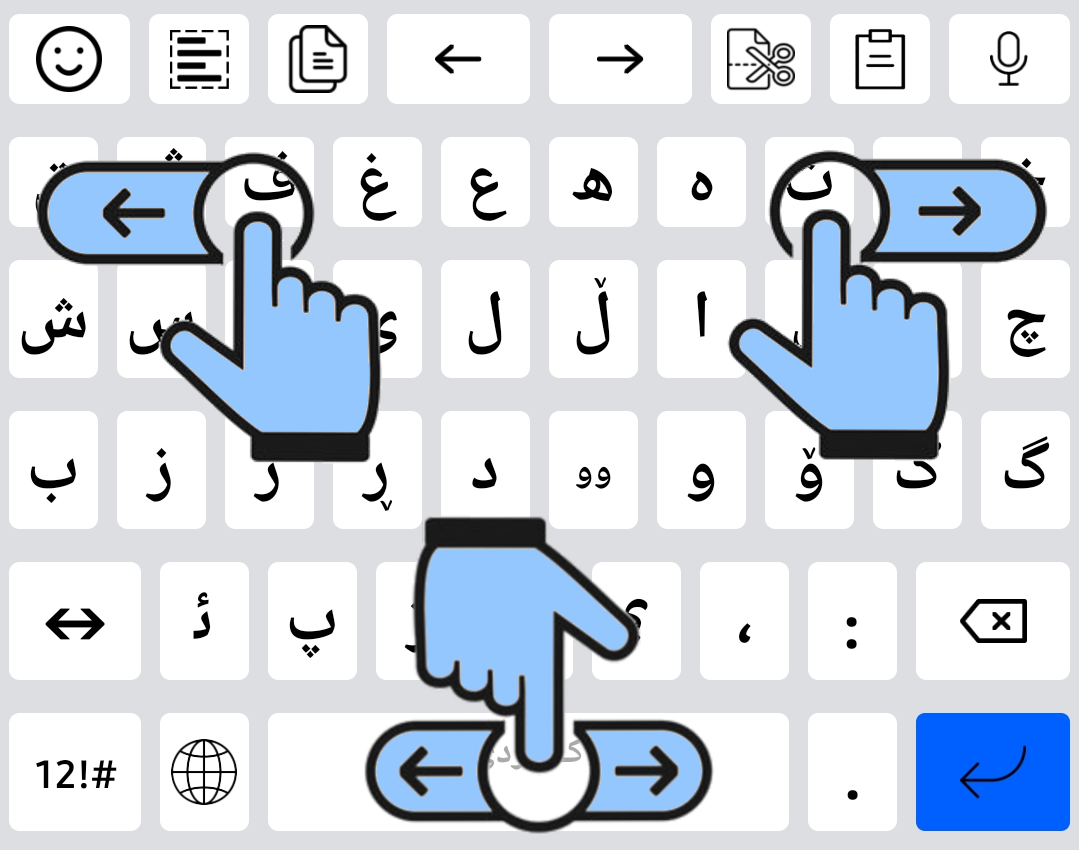 ف غ ع ھ ە
ش س ی ل ڵ ا چ
ب ز ر ڕ د وو و ۆ ک گ
ئ پ ، :
12!# .